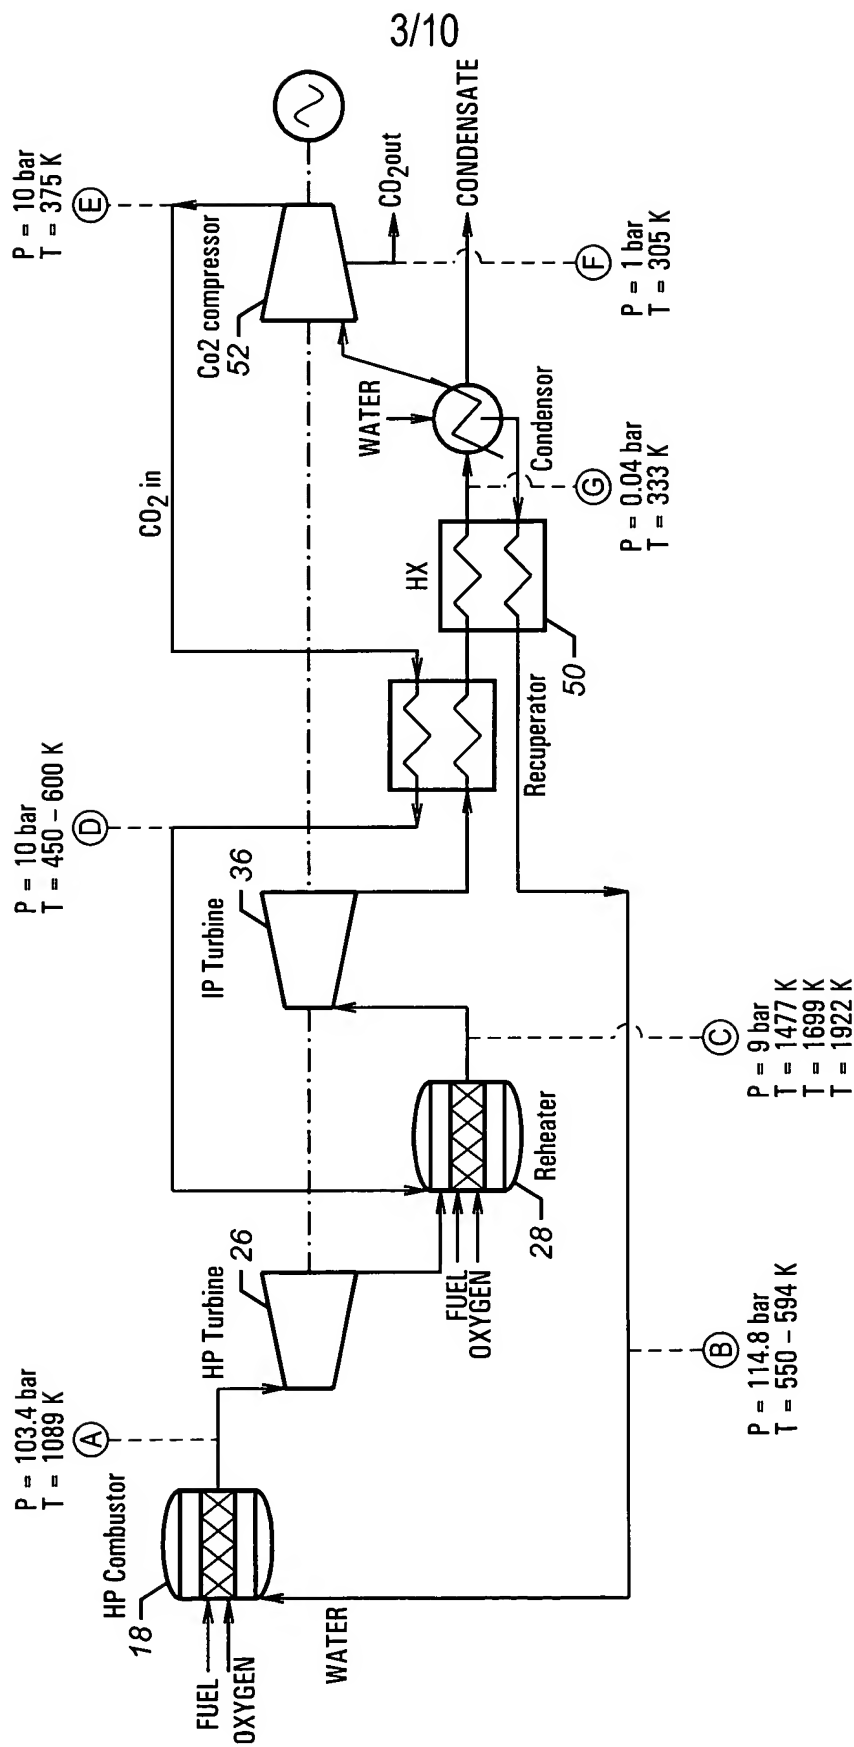 3/10
P = 103.4 bar
T = 1089 K
A
HP Combustor
18
FUEL
OXYGEN
WATER
HP Turbine
26
FUEL
OXYGEN
Reheater
28
P = 114.8 bar
T = 550 – 594 K
B
P = 9 bar
T = 1477 K
T = 1699 K
T = 1922 K
C
IP Turbine
36
P = 10 bar
T = 450 – 600 K
D
Recuperator
50
HX
CO2 in
P = 10 bar
T = 375 K
E
Co2 compressor
52
WATER
Condensor
P = 0.04 bar
T = 333 K
G
CO2out
CONDENSATE
P = 1 bar
T = 305 K
F